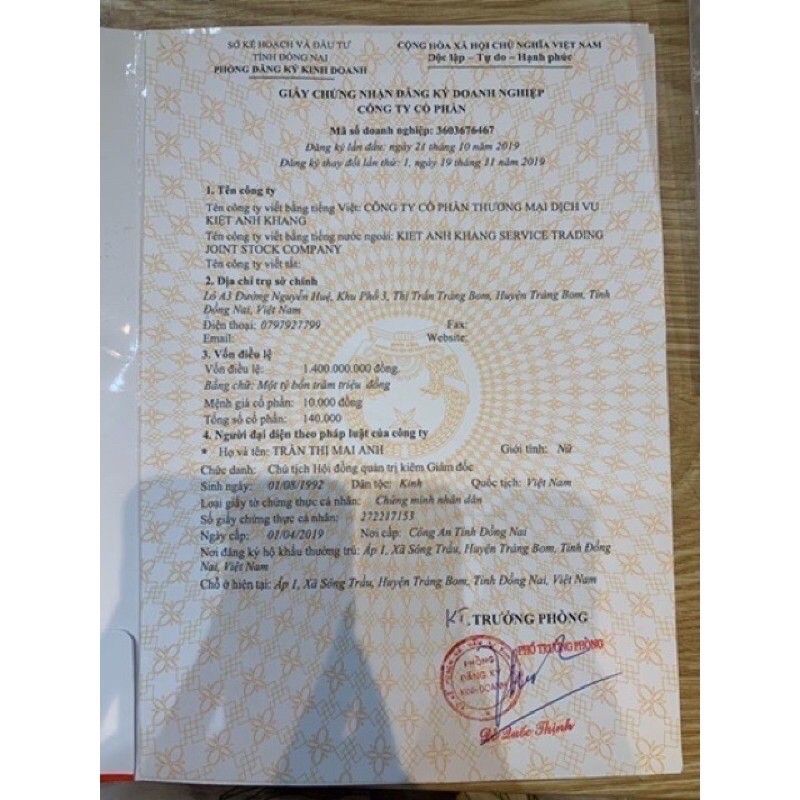 SỞ KẾ HOẠCH VÀ ĐẦU TƯ
TỈNH ĐỒNG NAI
PHÒNG ĐĂNG KÝ KINH DOANH
CỘNG HÒA XÃ HỘI CHỦ NGHĨA VIỆT NAM
Độc lập – Tự do – Hạnh phúc
GIẤY CHỨNG NHẬN ĐĂNG KÝ DOANH NGHIỆP
CÔNG TY CỔ PHẦN
Mã số doanh nghiệp: 3603676467
Đăng ký lần đầu: ngày 21 tháng 10 năm 2019
Đăng ký thay đổi lần thứ: 1, ngày 19 tháng 11 năm 2019
1. Tên công ty
Tên công ty viết bằng tiếng Việt: CÔNG TY CỔ PHẦN THƯƠNG MẠI DỊCH VỤ
KIỆT ANH KHANG
Tên công ty viết bằng tiếng nước ngoài: KIET ANH KHANG SERVICE TRADING
JOINT STOCK COMPANY
Tên công ty viết tắt:
2. Địa chỉ trụ sở chính
Lô A3 Đường Nguyễn Huệ, Khu Phố 3, Thị Trấn Trảng Bom, Huyện Trảng Bom, Tỉnh
Đồng Nai, Việt Nam
Điện thoại: 0797927799 Fax:
Email: Website:
3. Vốn điều lệ
Vốn điều lệ: 1.400.000.000 đồng.
Bằng chữ: Một tỷ bốn trăm triệu đồng
Mệnh giá cổ phần: 10.000 đồng
Tổng số cổ phần: 140.000
4. Người đại diện theo pháp luật của công ty
* Họ và tên: TRẦN THỊ MAI ANH Giới tính: Nữ
Chức danh: Chủ tịch Hội đồng quản trị kiêm Giám đốc
Sinh ngày: 01/08/1992 Dân tộc: Kinh Quốc tịch: Việt Nam
Loại giấy tờ chứng thực cá nhân: Chứng minh nhân dân
Số giấy chứng thực cá nhân: 272217153
Ngày cấp: 01/04/2019 Nơi cấp: Công An Tỉnh Đồng Nai
Nơi đăng ký hộ khẩu thường trú: Ấp 1, Xã Sông Trầu, Huyện Trảng Bom, Tỉnh Đồng
Nai, Việt Nam
Chỗ ở hiện tại: Ấp 1, Xã Sông Trầu, Huyện Trảng Bom, Tỉnh Đồng Nai, Việt Nam
KT. TRƯỞNG PHÒNG
PHÓ TRƯỞNG PHÒNG
PHÒNG
ĐĂNG KÝ
KINH DOANH
Quốc Thịnh